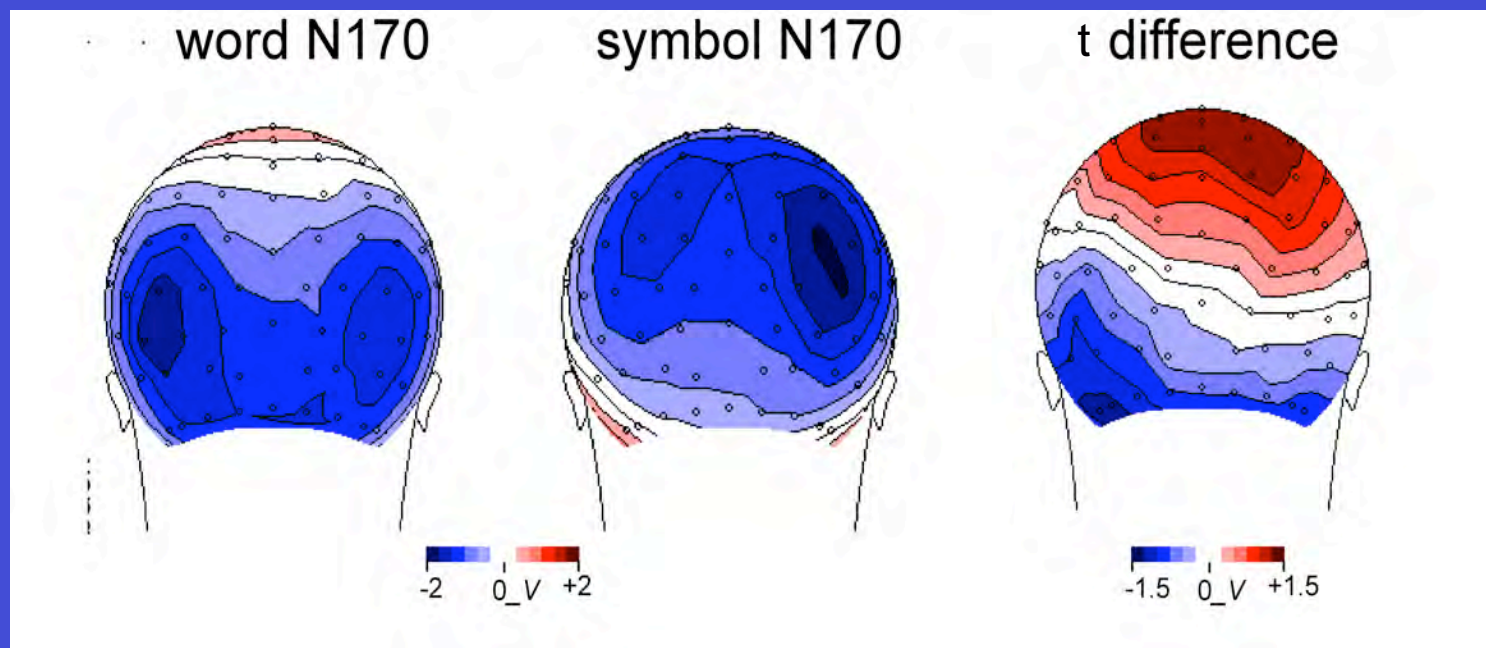 word N170
symbol N170
t difference
-2 0_V +2
-1.5 0_V +1.5